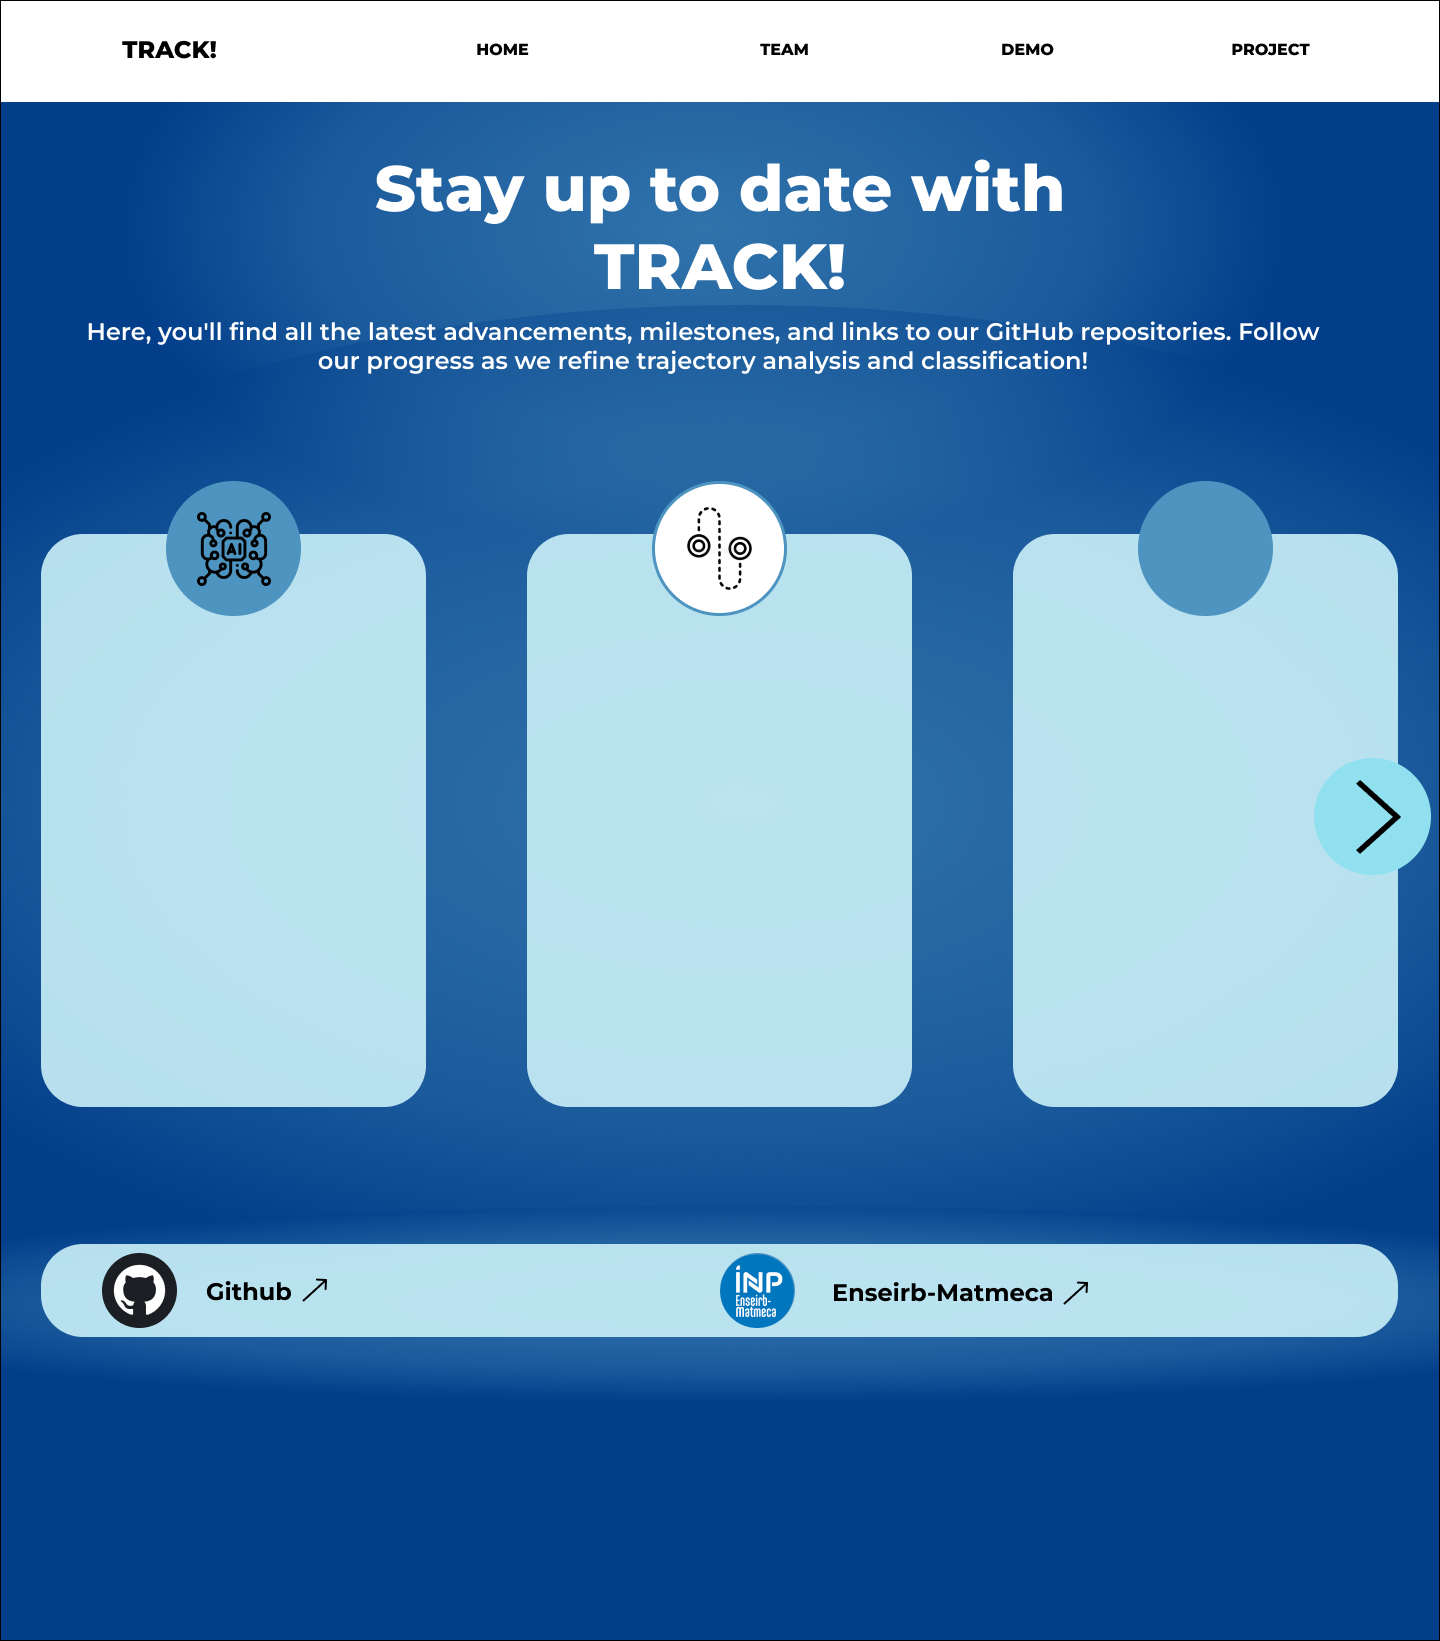 TRACK!
HOME
TEAM
DEMO
PROJECT
Stay up to date with
TRACK!
Here, you'll find all the latest advancements, milestones, and links to our GitHub repositories. Follow
our progress as we refine trajectory analysis and classification!
AI
Github
INP
Enseirb-
Matmeca
Enseirb-Matmeca